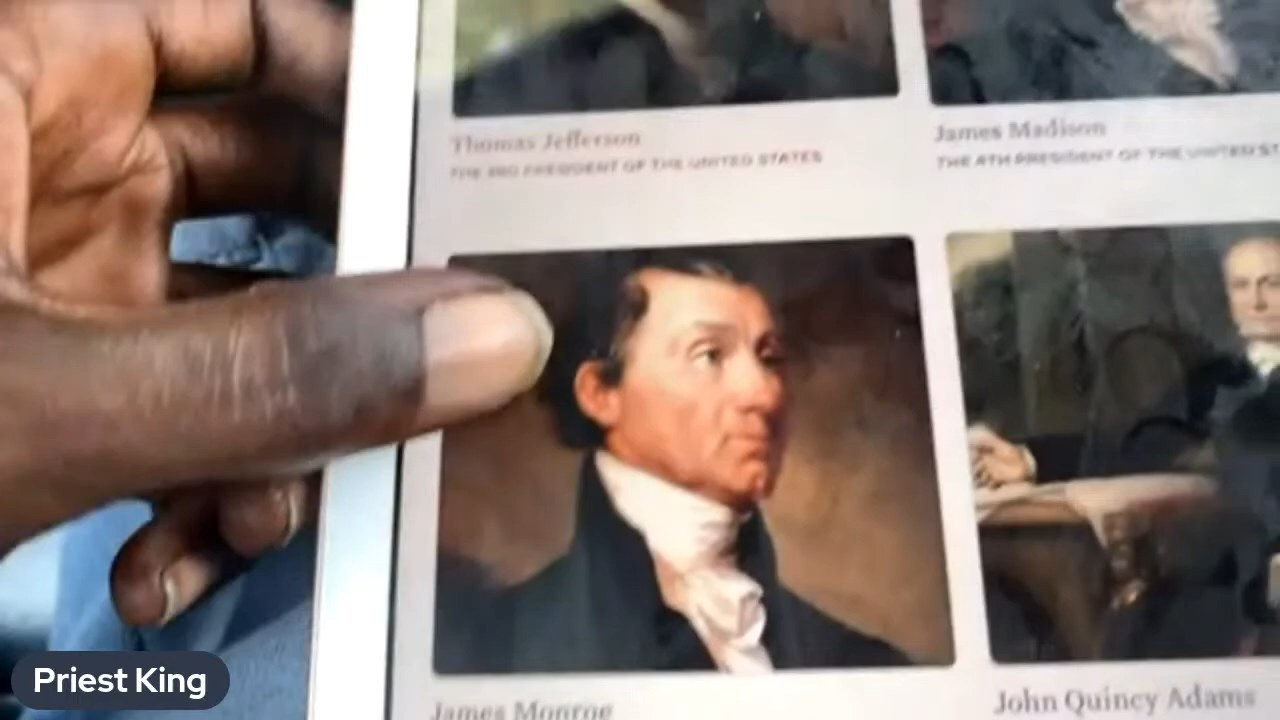 Thomas Jefferson
James Madison
THE 3RD PRESIDENT OF THE UNITED STATES
THE 4TH PRESIDENT OF THE UNITED ST
James Monroe
John Quincy Adams
Priest King